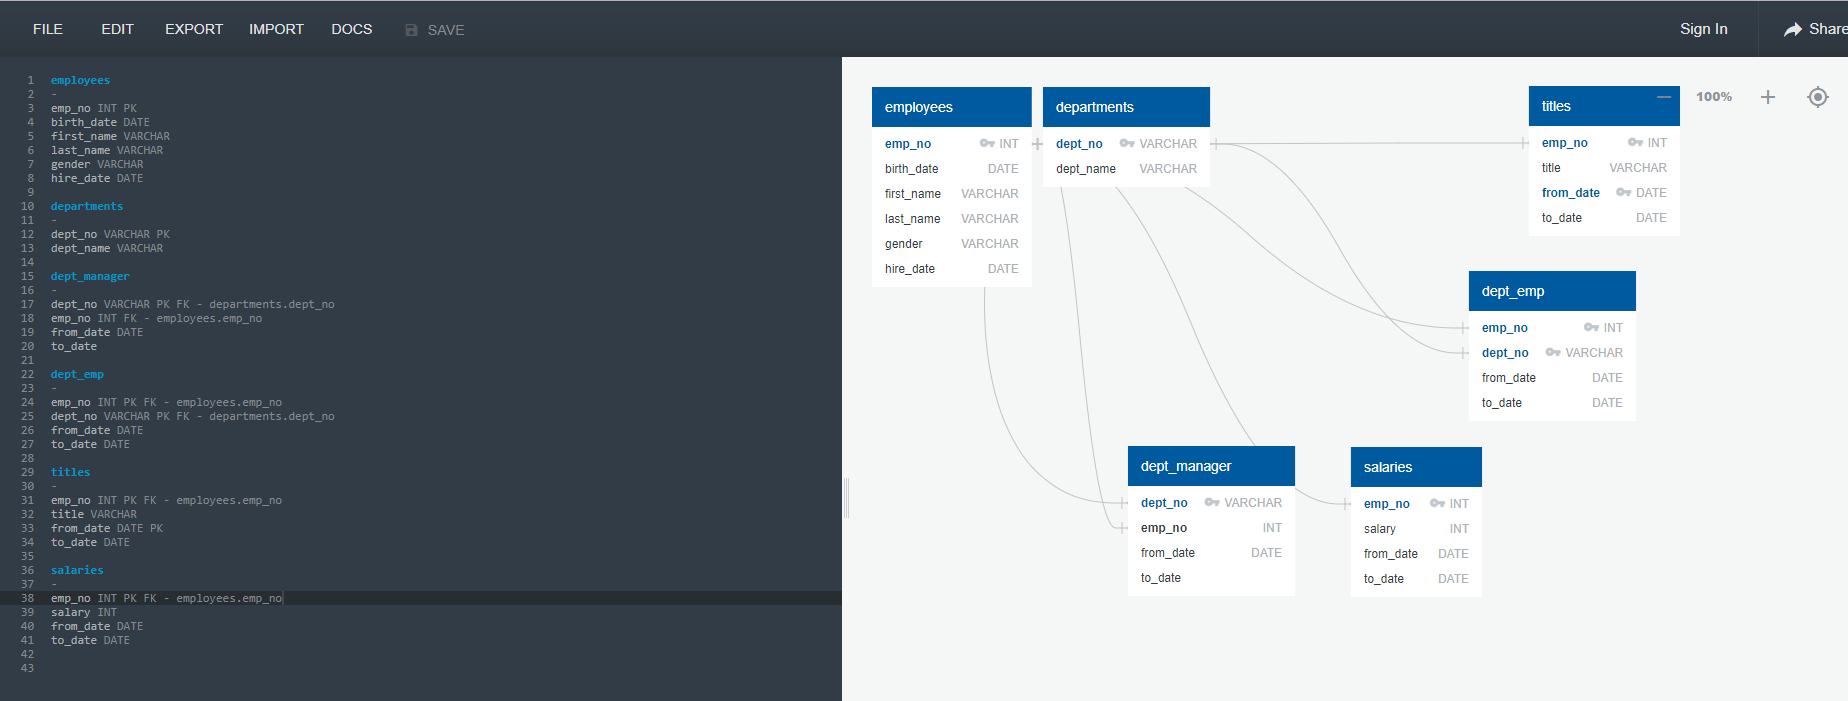 FILE EDIT EXPORT IMPORT DOCS SAVE Sign In Share
1 employees
2 -
3 emp_no INT PK
4 birth_date DATE
5 first_name VARCHAR
6 last_name VARCHAR
7 gender VARCHAR
8 hire_date DATE
9
10 departments
11 -
12 dept_no VARCHAR PK
13 dept_name VARCHAR
14
15 dept_manager
16 -
17 dept_no VARCHAR PK FK - departments.dept_no
18 emp_no INT FK - employees.emp_no
19 from_date DATE
20 to_date
21
22 dept_emp
23 -
24 emp_no INT PK FK - employees.emp_no
25 dept_no VARCHAR PK FK - departments.dept_no
26 from_date DATE
27 to_date DATE
28
29 titles
30 -
31 emp_no INT PK FK - employees.emp_no
32 title VARCHAR
33 from_date DATE PK
34 to_date DATE
35
36 salaries
37 -
38 emp_no INT PK FK - employees.emp_no
39 salary INT
40 from_date DATE
41 to_date DATE
42
43
employees
emp_no INT
birth_date DATE
first_name VARCHAR
last_name VARCHAR
gender VARCHAR
hire_date DATE
departments
dept_no VARCHAR
dept_name VARCHAR
titles
emp_no INT
title VARCHAR
from_date DATE
to_date DATE
100%
dept_emp
emp_no INT
dept_no VARCHAR
from_date DATE
to_date DATE
dept_manager
dept_no VARCHAR
emp_no INT
from_date DATE
to_date
salaries
emp_no INT
salary INT
from_date DATE
to_date DATE